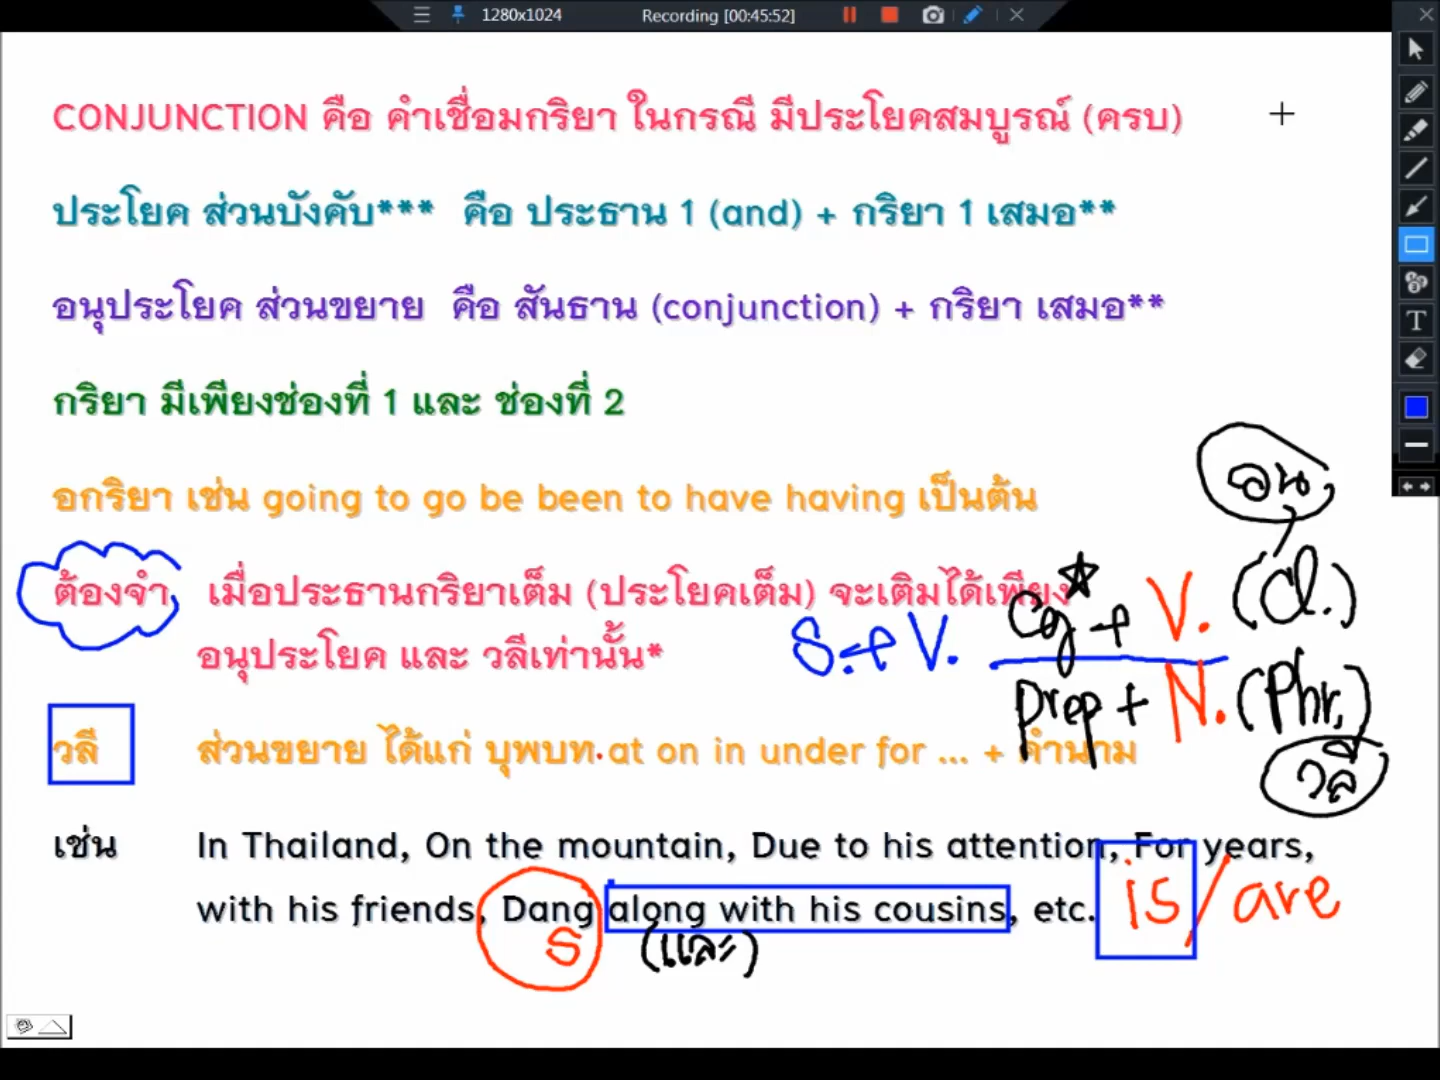 1280x1024 Recording [00:45:52]
CONJUNCTION คือ คำเชื่อมกริยา ในกรณี มีประโยคสมบูรณ์ (ครบ)
ประโยค ส่วนบังคับ*** คือ ประธาน 1 (and) + กริยา 1 เสมอ**
อนุประโยค ส่วนขยาย คือ สันธาน (conjunction) + กริยา เสมอ**
กริยา มีเพียงช่องที่ 1 และ ช่องที่ 2
อกริยา เช่น going to go be been to have having เป็นต้น
อนุ
ต้องจำ เมื่อประธานกริยาเต็ม (ประโยคเต็ม) จะเติมได้เพียง
Cg + V. (Cl.)
อนุประโยค และ วลีเท่านั้น*
S. + V.
prep + N. (Phr.)
วลี ส่วนขยาย ได้แก่ บุพบท at on in under for ... + คำนาม
วลี
เช่น In Thailand, On the mountain, Due to his attention, For years,
with his friends, Dang along with his cousins, etc. is/are
S (และ)